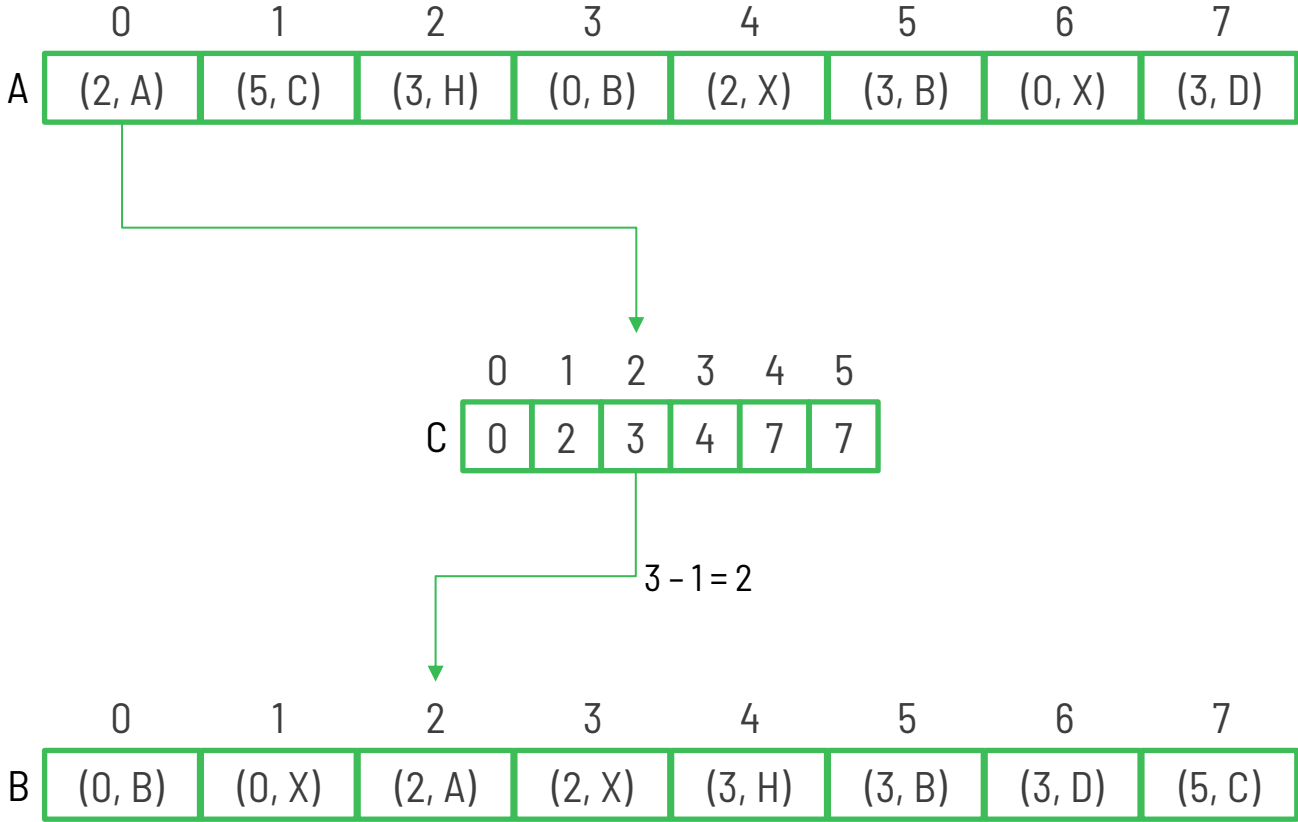 0 1 2 3 4 5 6 7
A (2, A) (5, C) (3, H) (0, B) (2, X) (3, B) (0, X) (3, D)
0 1 2 3 4 5
C 0 2 3 4 7 7
3 – 1 = 2
0 1 2 3 4 5 6 7
B (0, B) (0, X) (2, A) (2, X) (3, H) (3, B) (3, D) (5, C)